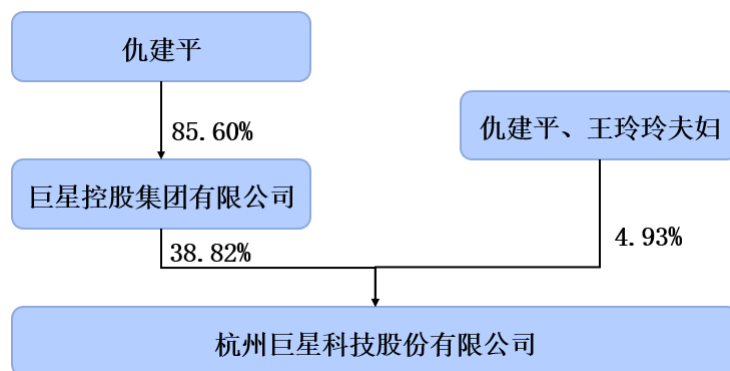 仇建平
85.60%
仇建平、王玲玲夫妇
巨星控股集团有限公司
38.82%
4.93%
杭州巨星科技股份有限公司